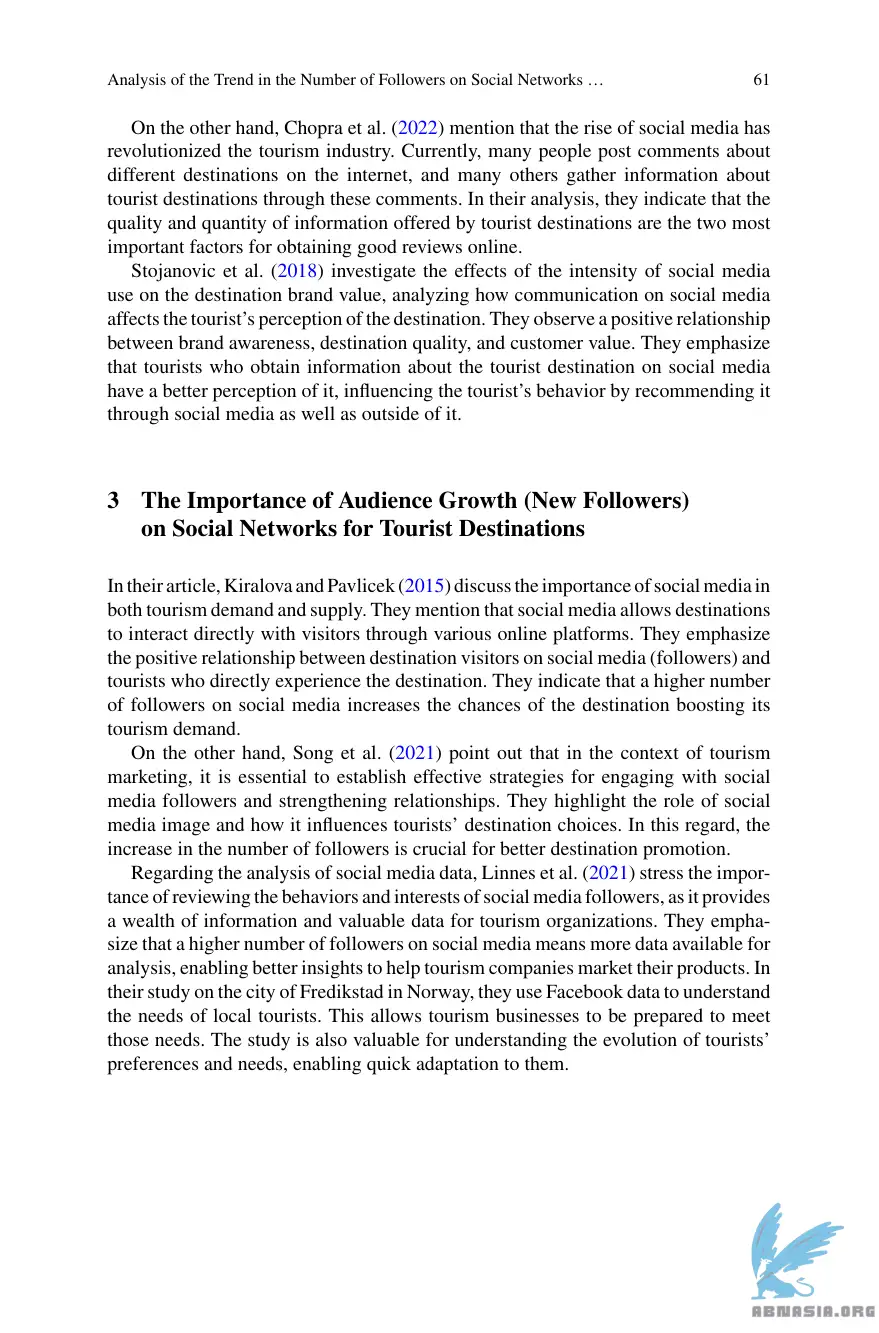 Analysis of the Trend in the Number of Followers on Social Networks … 61
On the other hand, Chopra et al. (2022) mention that the rise of social media has
revolutionized the tourism industry. Currently, many people post comments about
different destinations on the internet, and many others gather information about
tourist destinations through these comments. In their analysis, they indicate that the
quality and quantity of information offered by tourist destinations are the two most
important factors for obtaining good reviews online.
Stojanovic et al. (2018) investigate the effects of the intensity of social media
use on the destination brand value, analyzing how communication on social media
affects the tourist’s perception of the destination. They observe a positive relationship
between brand awareness, destination quality, and customer value. They emphasize
that tourists who obtain information about the tourist destination on social media
have a better perception of it, influencing the tourist’s behavior by recommending it
through social media as well as outside of it.
3 The Importance of Audience Growth (New Followers)
on Social Networks for Tourist Destinations
In their article, Kiralova and Pavlicek (2015) discuss the importance of social media in
both tourism demand and supply. They mention that social media allows destinations
to interact directly with visitors through various online platforms. They emphasize
the positive relationship between destination visitors on social media (followers) and
tourists who directly experience the destination. They indicate that a higher number
of followers on social media increases the chances of the destination boosting its
tourism demand.
On the other hand, Song et al. (2021) point out that in the context of tourism
marketing, it is essential to establish effective strategies for engaging with social
media followers and strengthening relationships. They highlight the role of social
media image and how it influences tourists’ destination choices. In this regard, the
increase in the number of followers is crucial for better destination promotion.
Regarding the analysis of social media data, Linnes et al. (2021) stress the impor-
tance of reviewing the behaviors and interests of social media followers, as it provides
a wealth of information and valuable data for tourism organizations. They empha-
size that a higher number of followers on social media means more data available for
analysis, enabling better insights to help tourism companies market their products. In
their study on the city of Fredikstad in Norway, they use Facebook data to understand
the needs of local tourists. This allows tourism businesses to be prepared to meet
those needs. The study is also valuable for understanding the evolution of tourists’
preferences and needs, enabling quick adaptation to them.
ABNASIA.ORG